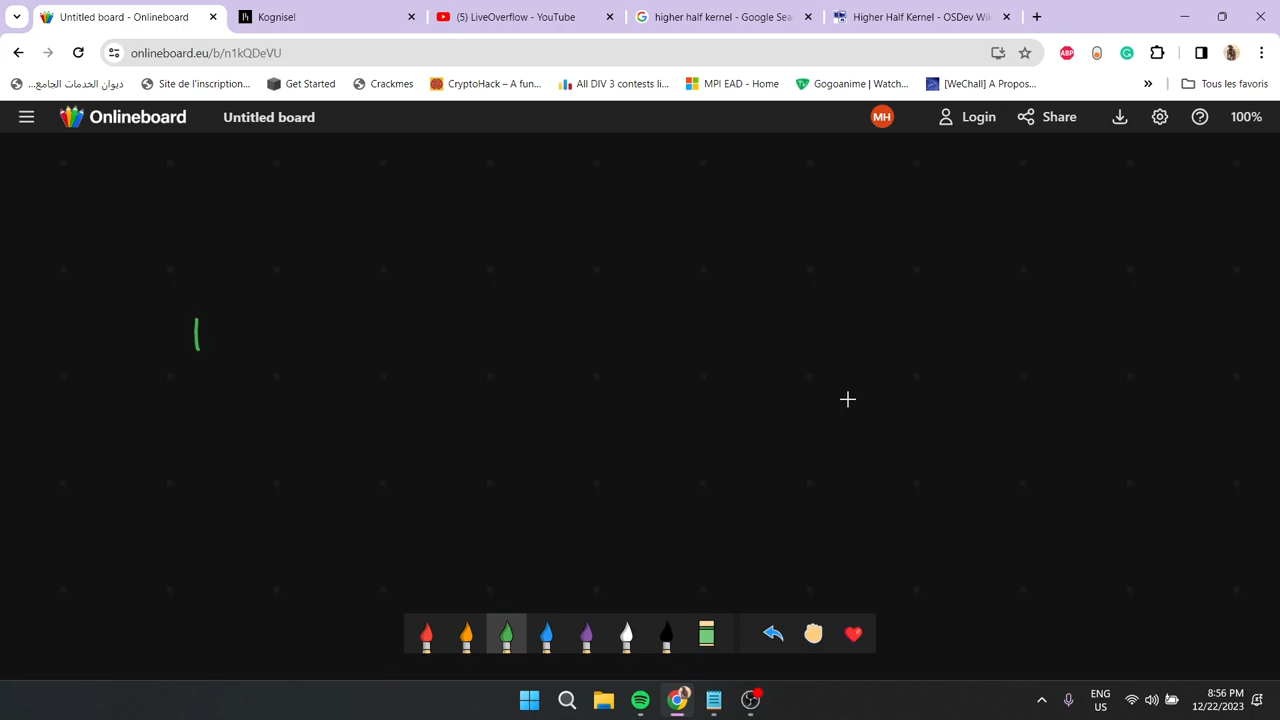 Untitled board - Onlineboard
Kognise!
(5) LiveOverflow - YouTube
higher half kernel - Google Sea
Higher Half Kernel - OSDev Wik
onlineboard.eu/b/n1kQDeVU
ABP
ديوان الخدمات الجامع...
Site de l'inscription...
Get Started
Crackmes
CryptoHack – A fun...
All DIV 3 contests li...
MPI EAD - Home
Gogoanime | Watch...
[WeChall] A Propos...
»
Tous les favoris
Onlineboard
Untitled board
MH
Login
Share
100%
ENG
US
8:56 PM
12/22/2023